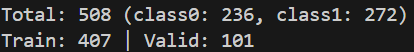 Total: 508 (class0: 236, class1: 272)
Train: 407 | Valid: 101